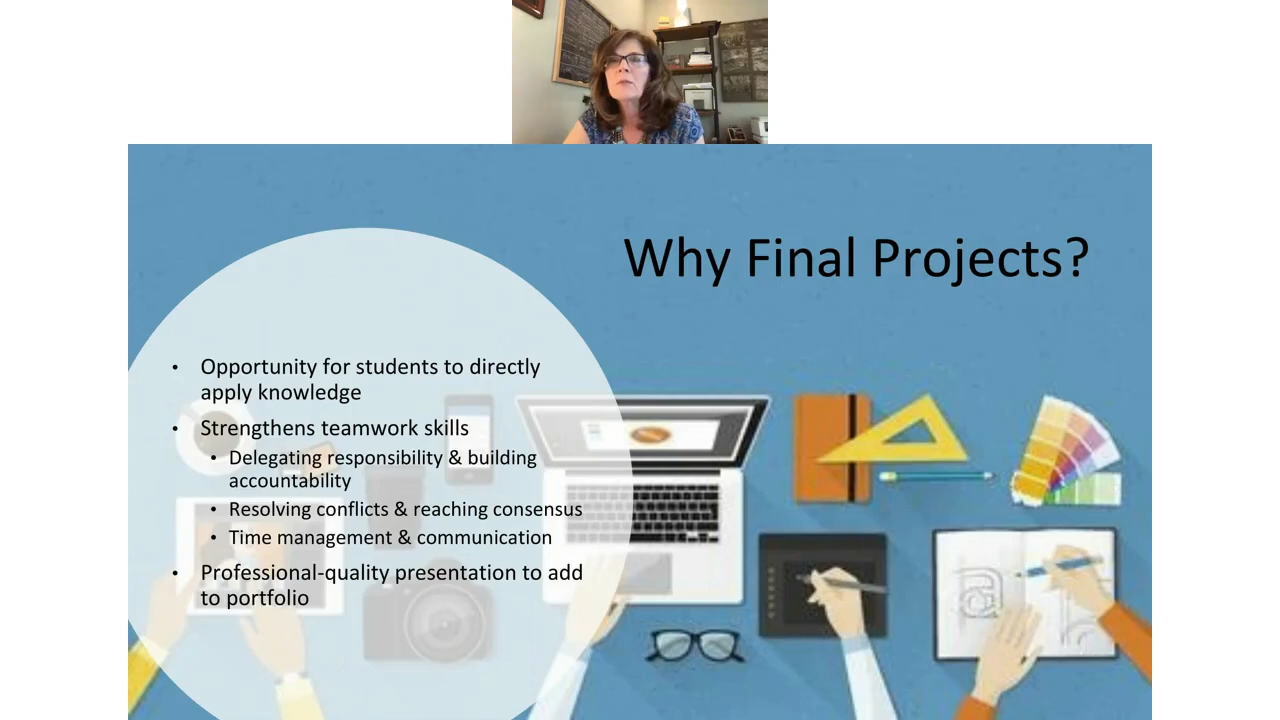 Why Final Projects?
• Opportunity for students to directly
apply knowledge
• Strengthens teamwork skills
• Delegating responsibility & building
accountability
• Resolving conflicts & reaching consensus
• Time management & communication
• Professional-quality presentation to add
to portfolio
a